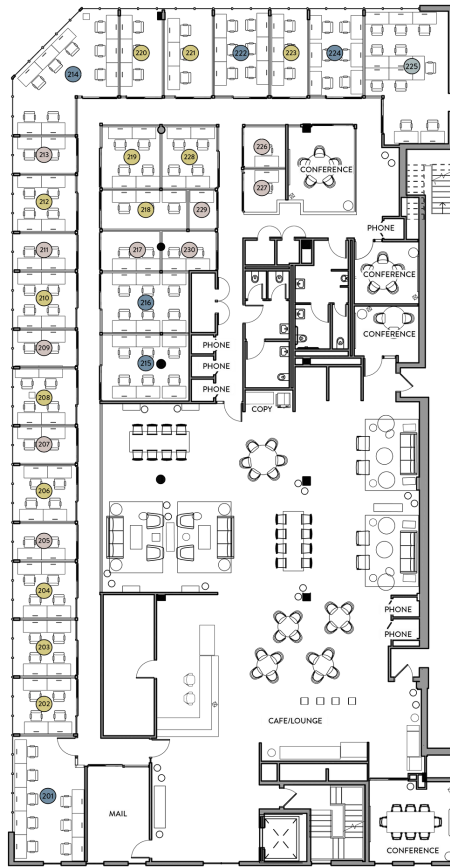 220
221
222
223
224
214
225
213
219
228
226
CONFERENCE
227
212
218
229
PHONE
211
217
230
CONFERENCE
210
216
CONFERENCE
209
PHONE
215
PHONE
208
PHONE
COPY
207
206
205
204
PHONE
203
PHONE
202
CAFE/LOUNGE
201
MAIL
CONFERENCE